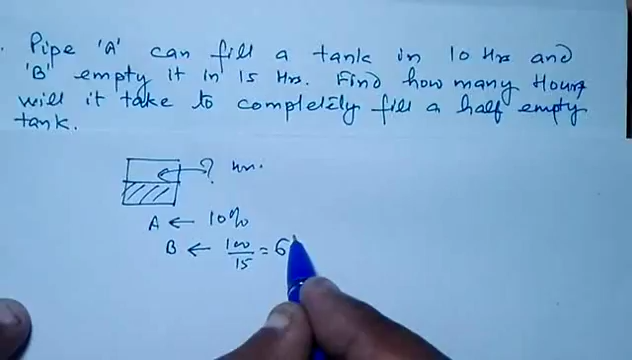 Pipe 'A' can fill a tank in 10 Hrs and
'B' empty it in 15 Hrs. Find how many Hours
will it take to completely fill a half empty
tank.
? hrs.
A ← 10%
B ← 100/15 = 6